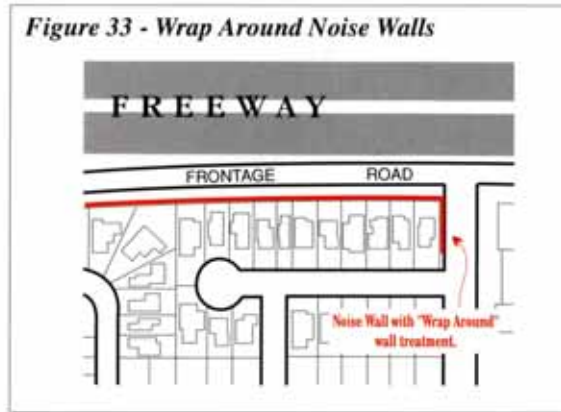 Figure 33 - Wrap Around Noise Walls
FREEWAY
FRONTAGE ROAD
Noise Wall with "Wrap Around"
wall treatment.